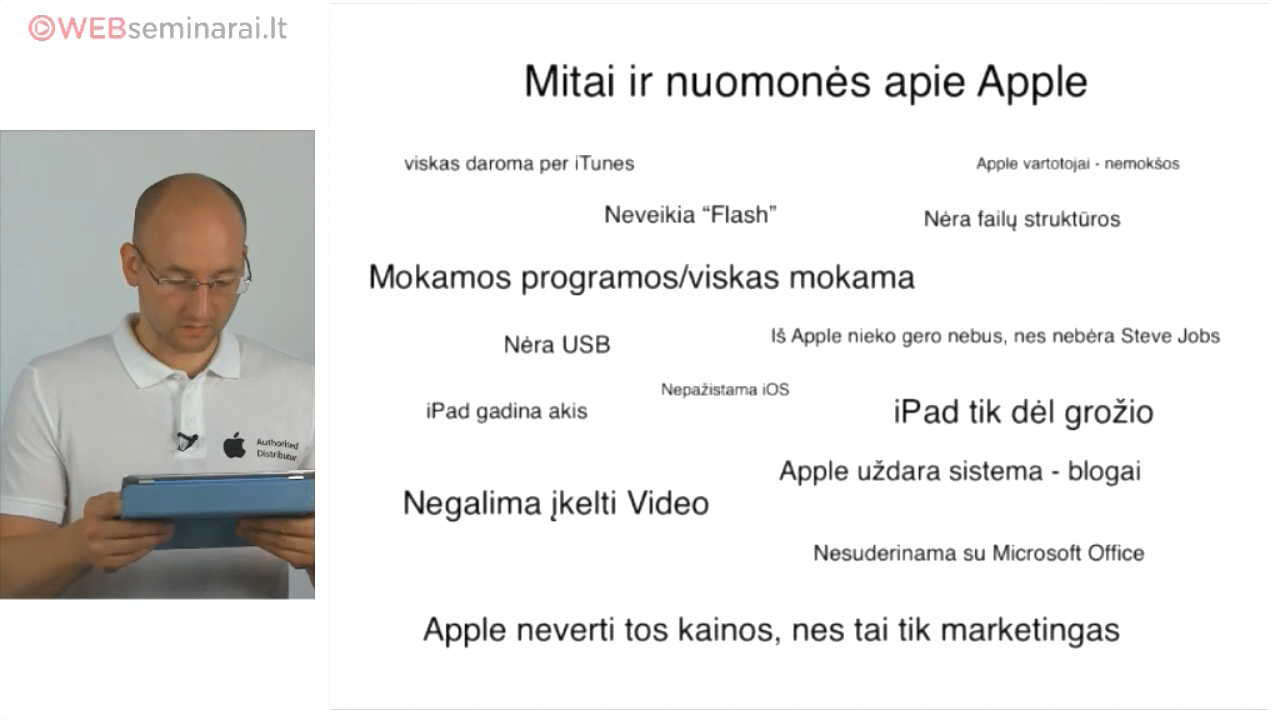 ©WEBseminarai.lt
Mitai ir nuomonės apie Apple
viskas daroma per iTunes
Apple vartotojai - nemokšos
Neveikia “Flash”
Nėra failų struktūros
Mokamos programos/viskas mokama
Nėra USB
Iš Apple nieko gero nebus, nes nebėra Steve Jobs
Nepažistama iOS
iPad gadina akis
iPad tik dėl grožio
Apple uždara sistema - blogai
Negalima įkelti Video
Nesuderinama su Microsoft Office
Apple neverti tos kainos, nes tai tik marketingas
Authorised
Distributor